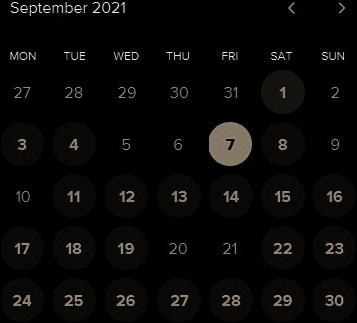 September 2021 < >
MON TUE WED THU FRI SAT SUN
27 28 29 30 31 1 2
3 4 5 6 7 8 9
10 11 12 13 14 15 16
17 18 19 20 21 22 23
24 25 26 27 28 29 30